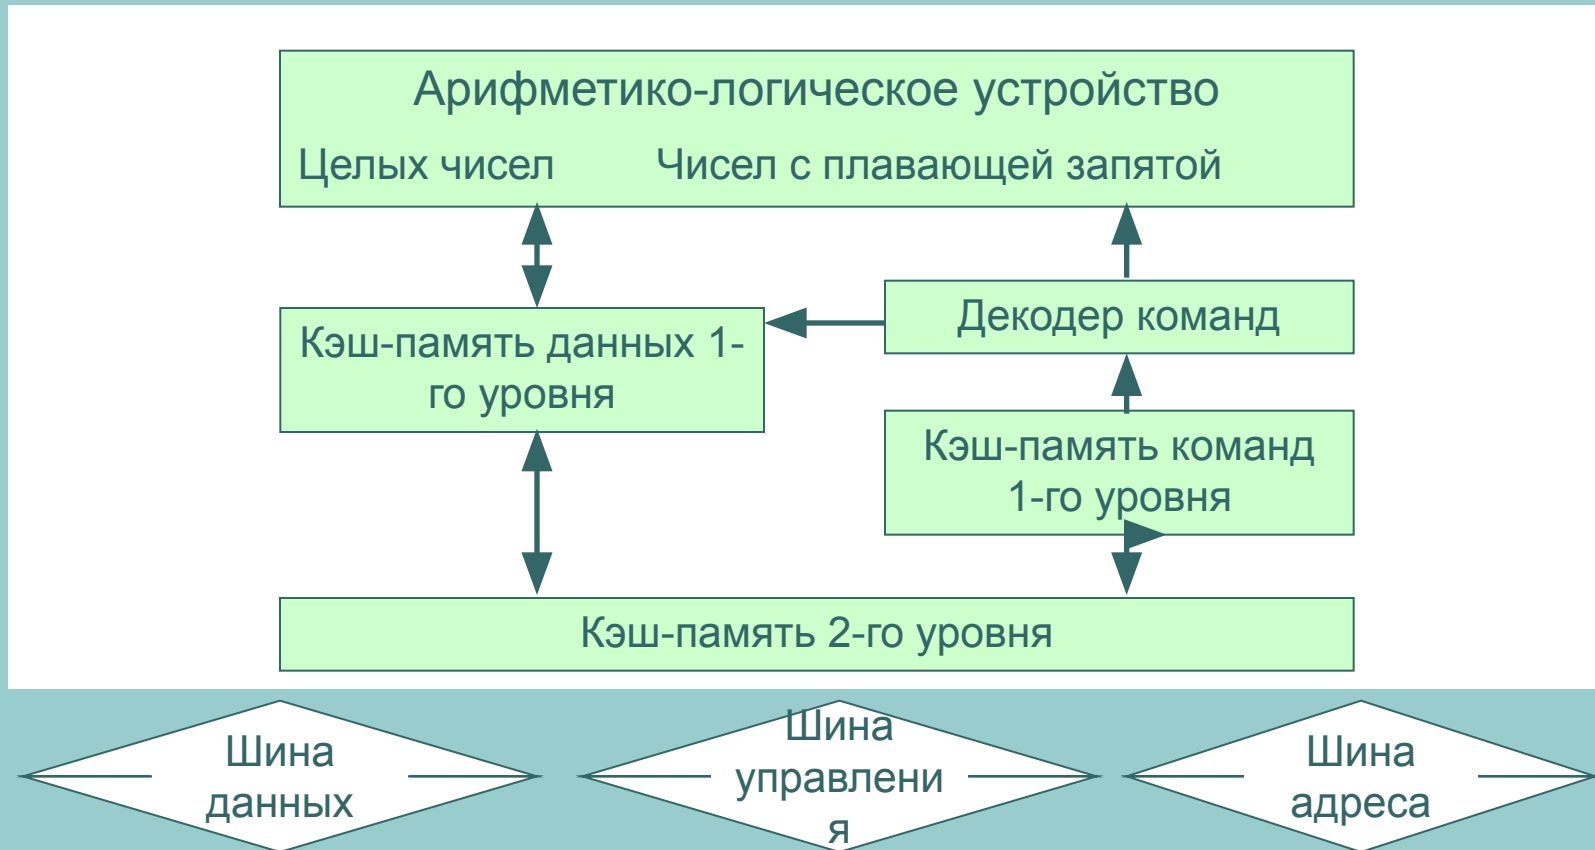 Арифметико-логическое устройство
Целых чисел Чисел с плавающей запятой
Декодер команд
Кэш-память данных 1-
го уровня
Кэш-память команд
1-го уровня
Кэш-память 2-го уровня
Шина
данных
Шина
управлени
я
Шина
адреса